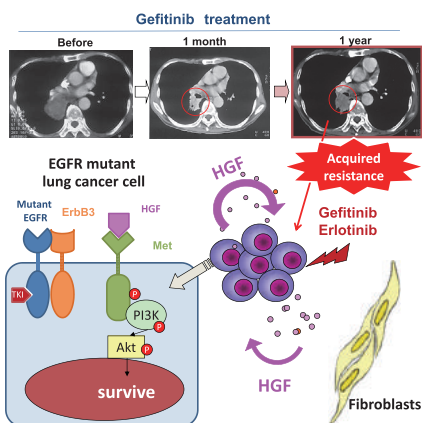 Gefitinib treatment
Before
1 month
1 year
EGFR mutant
lung cancer cell
HGF
Acquired
resistance
Mutant
EGFR
ErbB3
HGF
Met
Gefitinib
Erlotinib
TKI
P
PI3K
P
Akt
P
survive
HGF
Fibroblasts